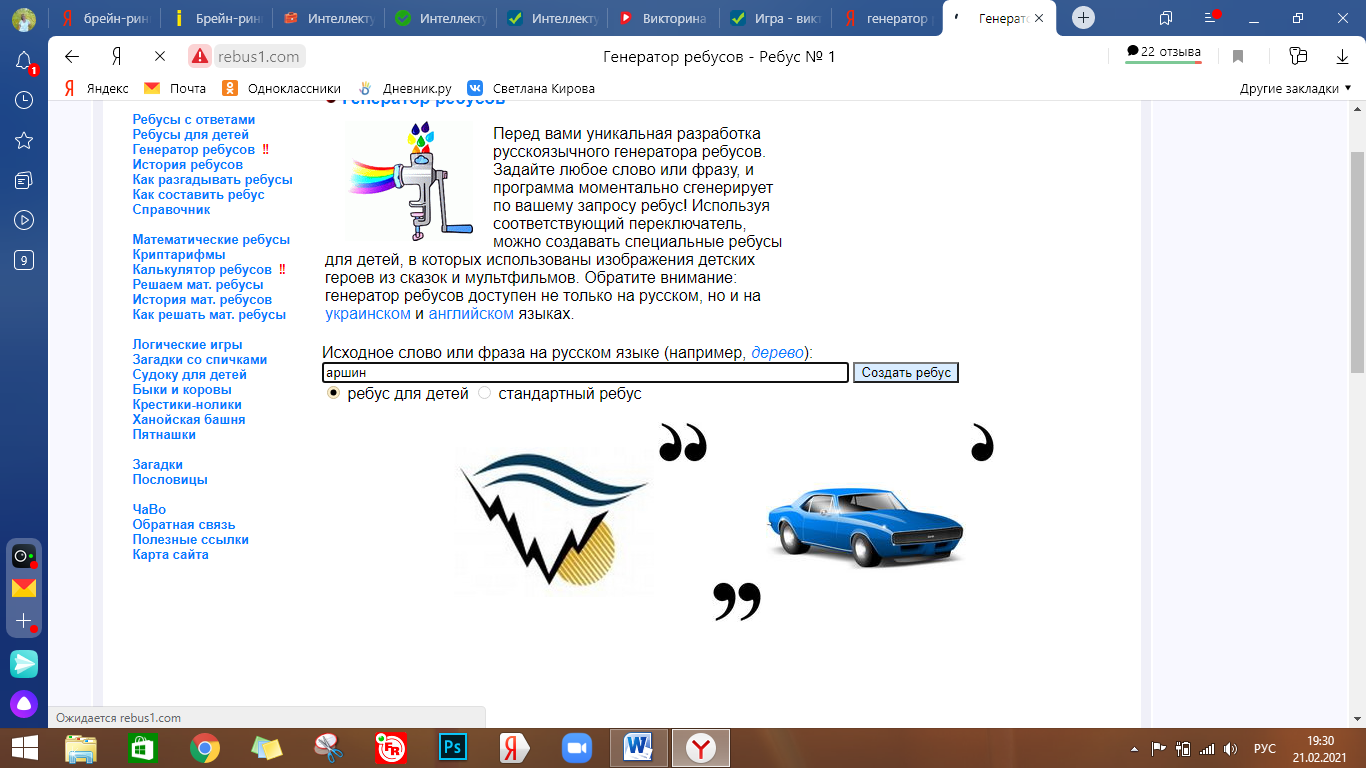 брейн-рин
Брейн-рин
Интеллекту
Интеллекту
Интеллекту
Викторина
Игра - викт
генератор
Генерато
rebus1.com
Генератор ребусов - Ребус № 1
22 отзыва
1
Яндекс
Почта
Одноклассники
Дневник.ру
Светлана Кирова
Другие закладки
Генератор ребусов
9
Ребусы с ответами
Ребусы для детей
Генератор ребусов !!
История ребусов
Как разгадывать ребусы
Как составить ребус
Справочник
Математические ребусы
Криптарифмы
Калькулятор ребусов !!
Решаем мат. ребусы
История мат. ребусов
Как решать мат. ребусы
Логические игры
Загадки со спичками
Судоку для детей
Быки и коровы
Крестики-нолики
Ханойская башня
Пятнашки
Загадки
Пословицы
ЧаВо
Обратная связь
Полезные ссылки
Карта сайта
Перед вами уникальная разработка
русскоязычного генератора ребусов.
Задайте любое слово или фразу, и
программа моментально сгенерирует
по вашему запросу ребус! Используя
соответствующий переключатель,
можно создавать специальные ребусы
для детей, в которых использованы изображения детских
героев из сказок и мультфильмов. Обратите внимание:
генератор ребусов доступен не только на русском, но и на
украинском и английском языках.
Исходное слово или фраза на русском языке (например, дерево):
аршин
Создать ребус
ребус для детей
стандартный ребус
Ожидается rebus1.com
РУС
19:30
21.02.2021